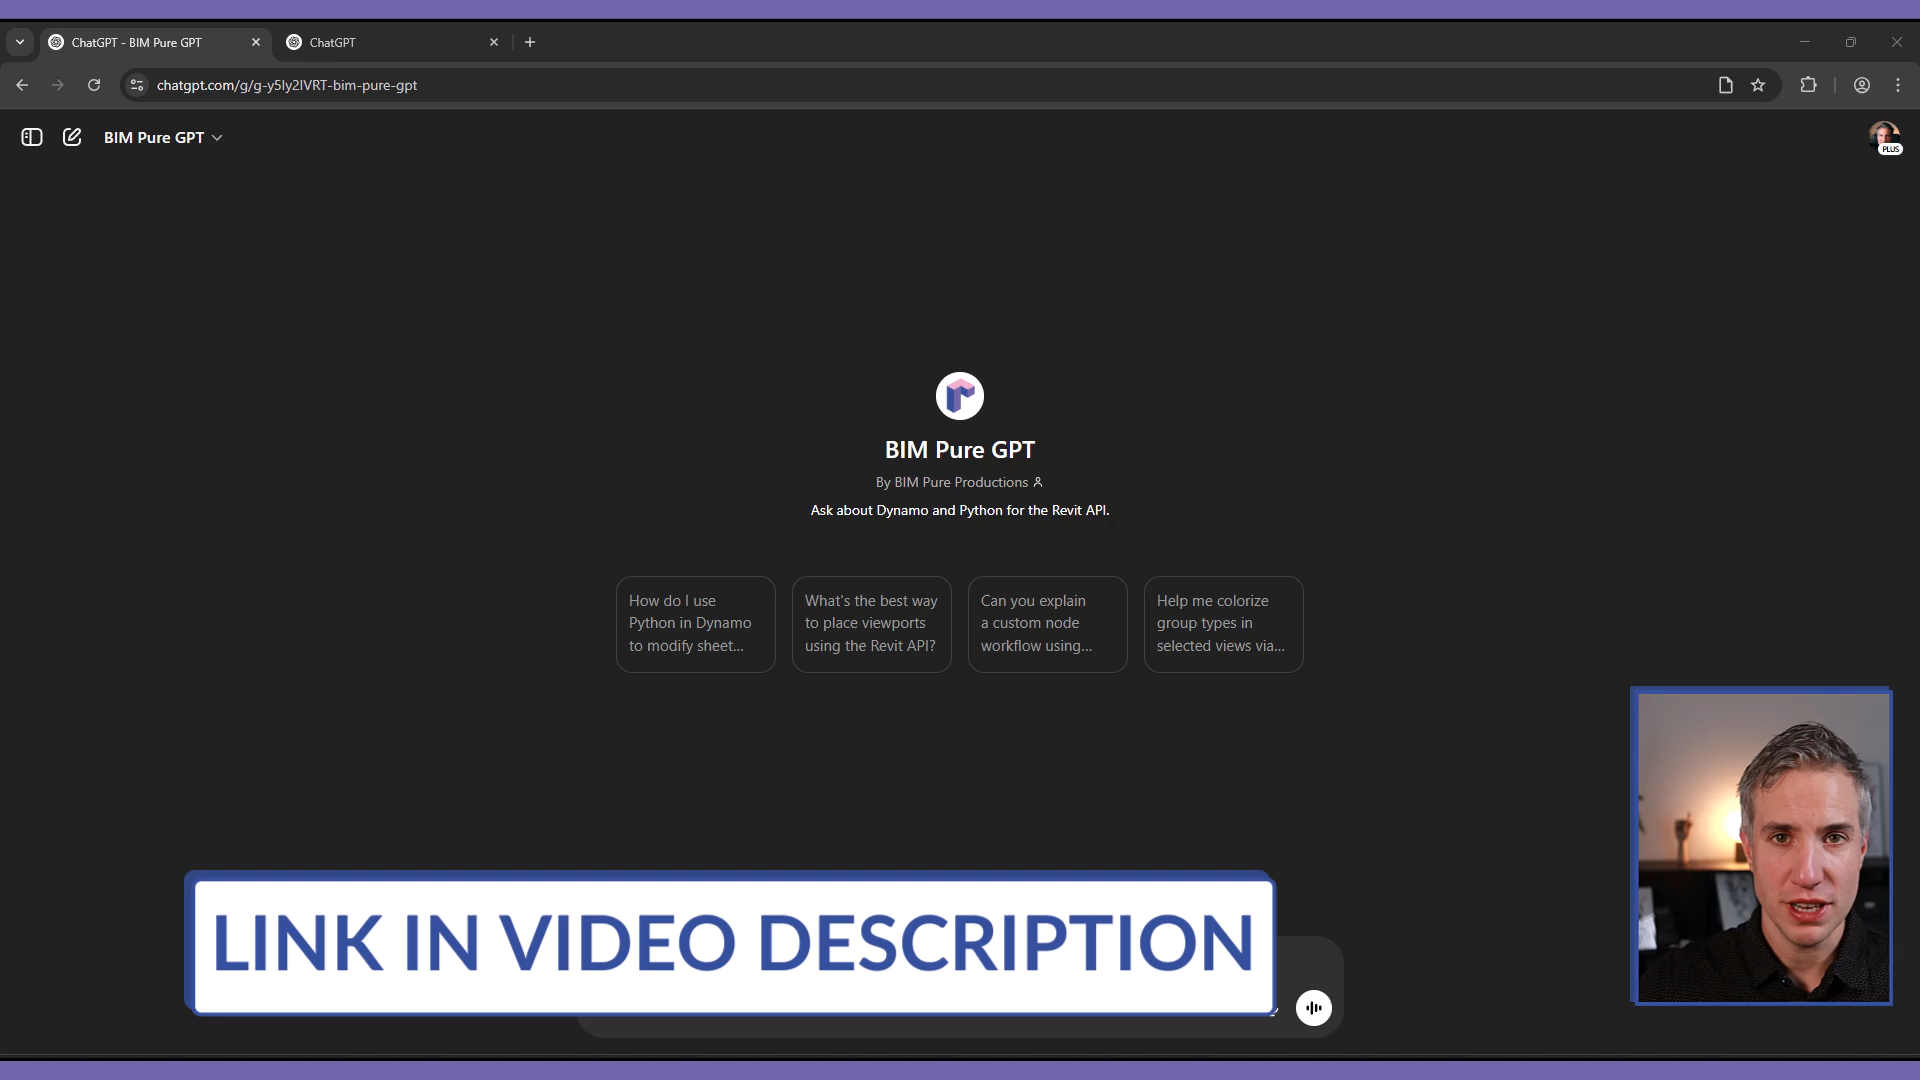 ChatGPT - BIM Pure GPT
ChatGPT
chatgpt.com/g/g-y5Iy2IVRT-bim-pure-gpt
BIM Pure GPT
PLUS
BIM Pure GPT
By BIM Pure Productions
Ask about Dynamo and Python for the Revit API.
How do I use
Python in Dynamo
to modify sheet...
What's the best way
to place viewports
using the Revit API?
Can you explain
a custom node
workflow using...
Help me colorize
group types in
selected views via...
LINK IN VIDEO DESCRIPTION